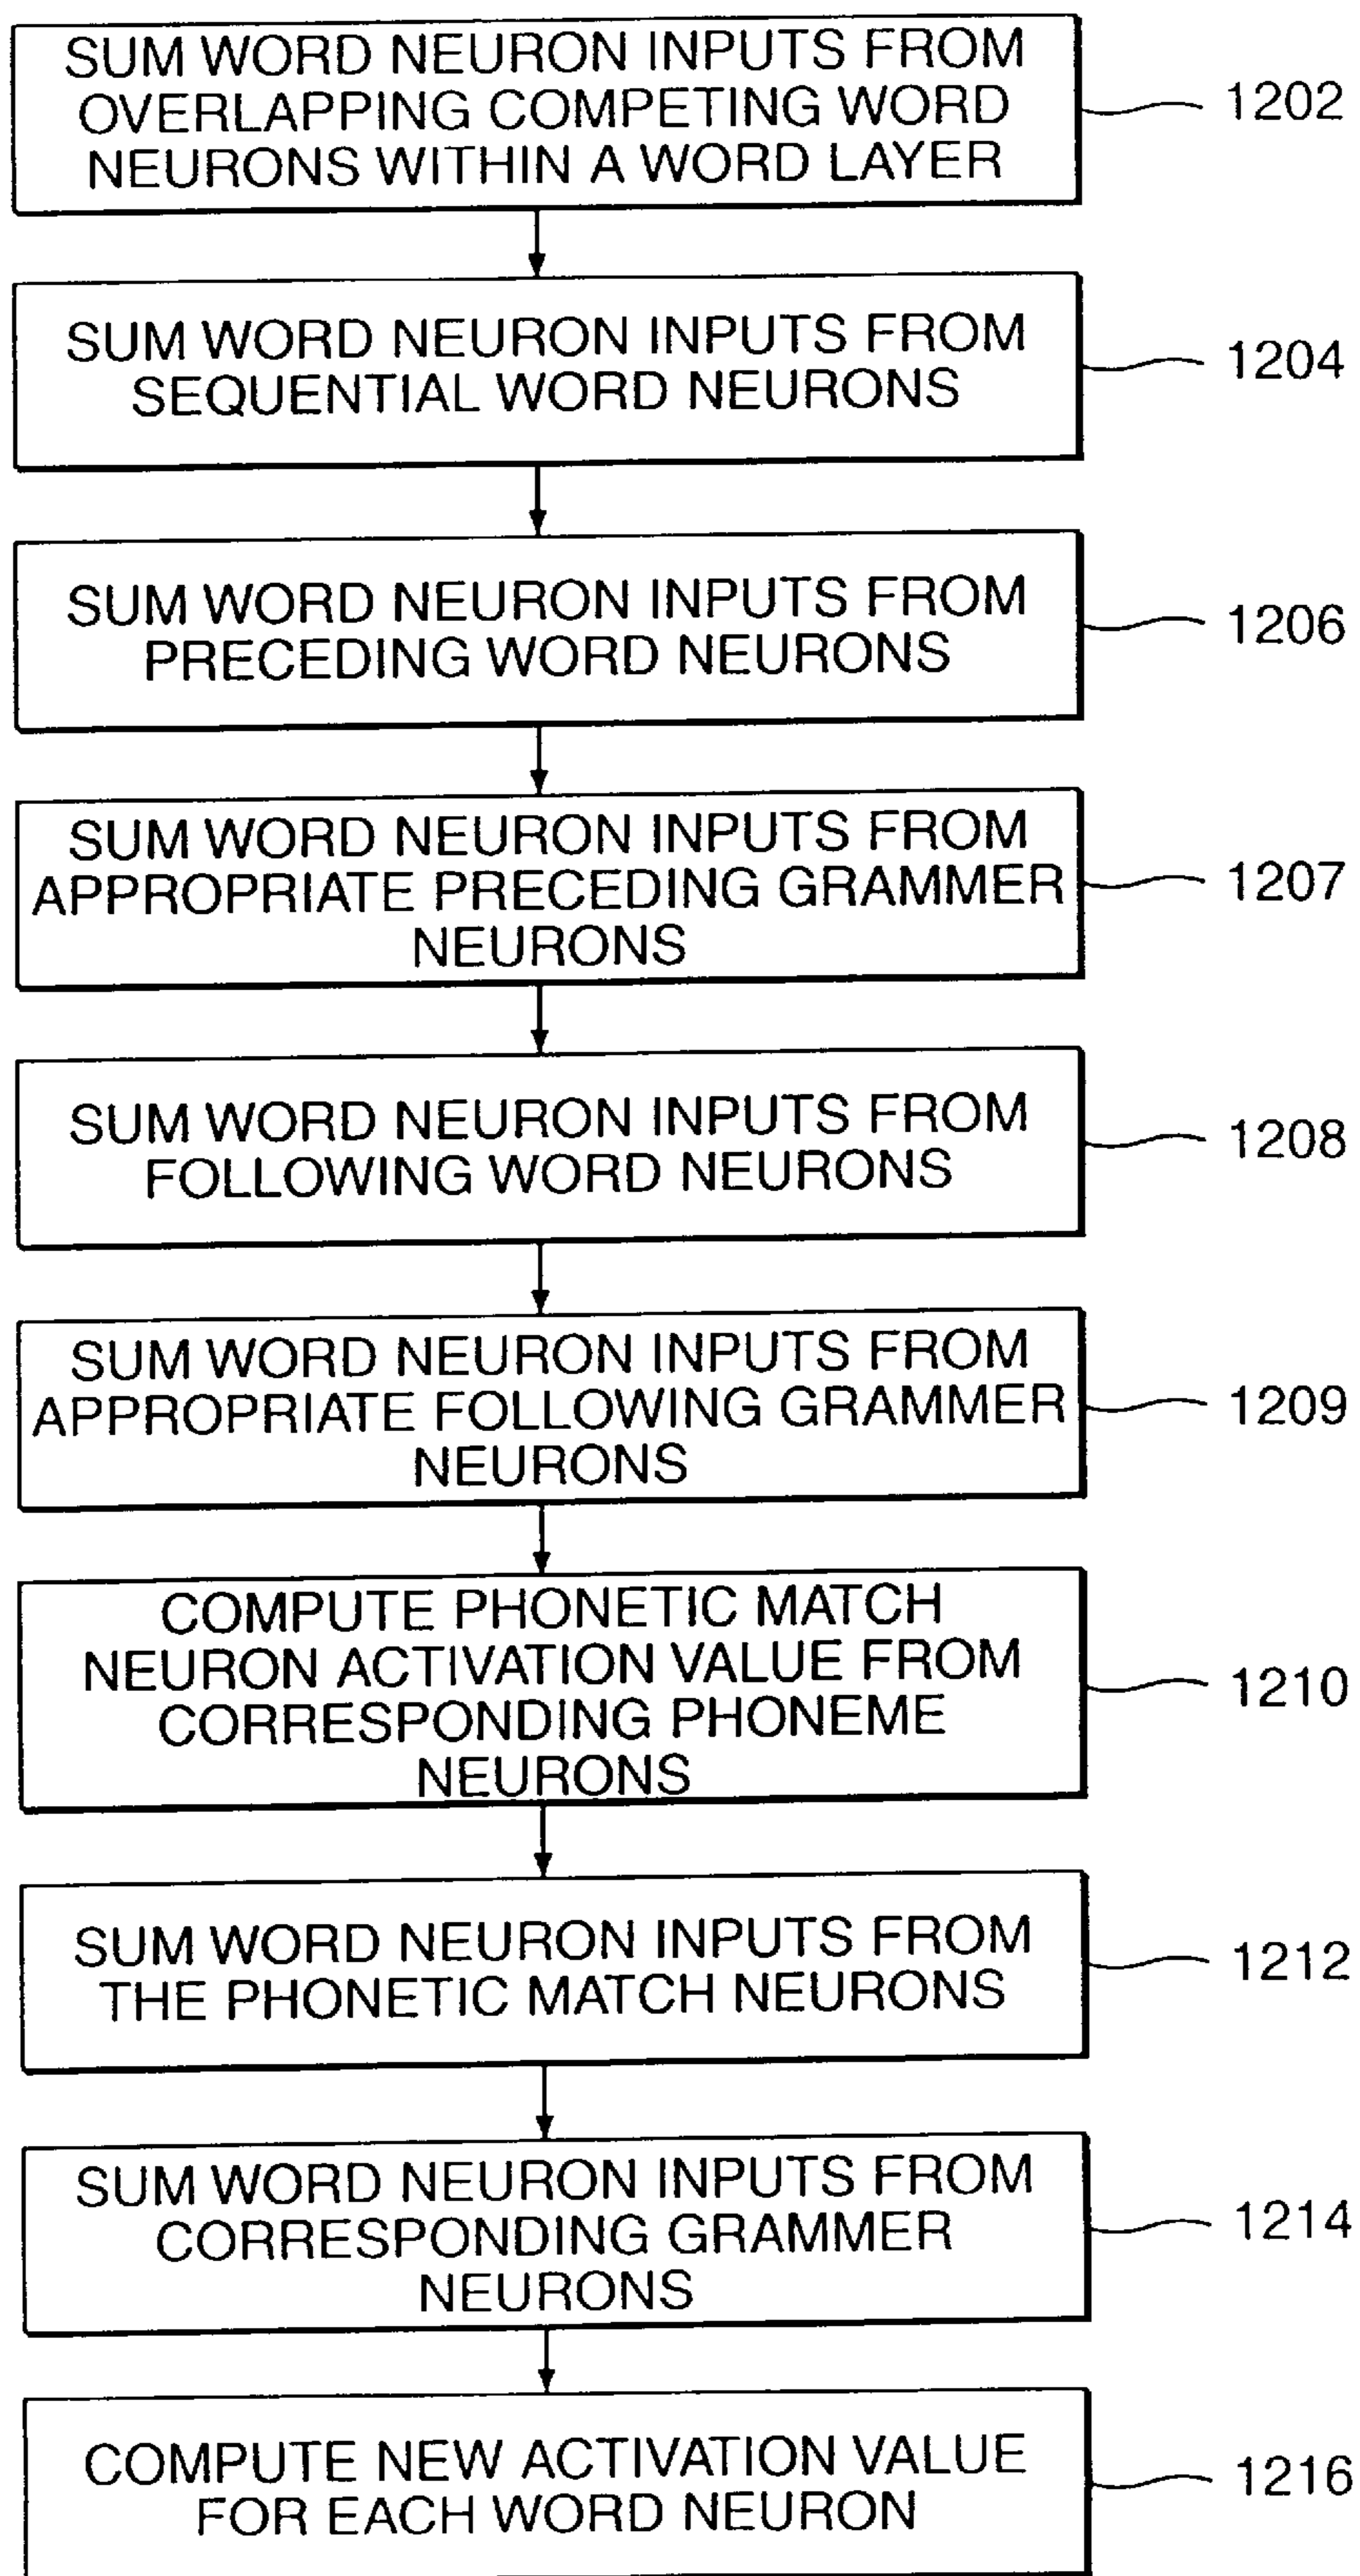 SUM WORD NEURON INPUTS FROM
OVERLAPPING COMPETING WORD
NEURONS WITHIN A WORD LAYER
1202
SUM WORD NEURON INPUTS FROM
SEQUENTIAL WORD NEURONS
1204
SUM WORD NEURON INPUTS FROM
PRECEDING WORD NEURONS
1206
SUM WORD NEURON INPUTS FROM
APPROPRIATE PRECEDING GRAMMER
NEURONS
1207
SUM WORD NEURON INPUTS FROM
FOLLOWING WORD NEURONS
1208
SUM WORD NEURON INPUTS FROM
APPROPRIATE FOLLOWING GRAMMER
NEURONS
1209
COMPUTE PHONETIC MATCH
NEURON ACTIVATION VALUE FROM
CORRESPONDING PHONEME
NEURONS
1210
SUM WORD NEURON INPUTS FROM
THE PHONETIC MATCH NEURONS
1212
SUM WORD NEURON INPUTS FROM
CORRESPONDING GRAMMER
NEURONS
1214
COMPUTE NEW ACTIVATION VALUE
FOR EACH WORD NEURON
1216